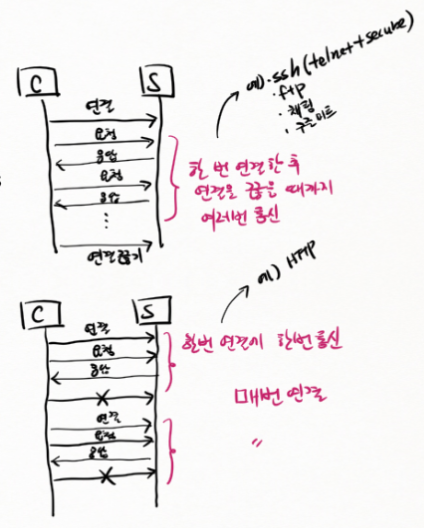 예) · ssh (telnet + secure)
· ftp
· 채팅
· 구글 미트
C
S
연결
요청
응답
요청
응답
한 번 연결한 후
연결을 끊을 때까지
여러번 통신
연결끊기
예) HTTP
C
S
연결
요청
응답
한번 연결에 한번 통신
매번 연결
연결
요청
응답
〃